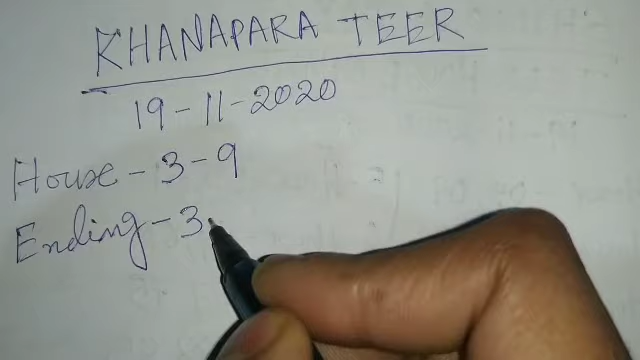 KHANAPARA TEER
19-11-2020
House - 3 - 9
Ending - 3